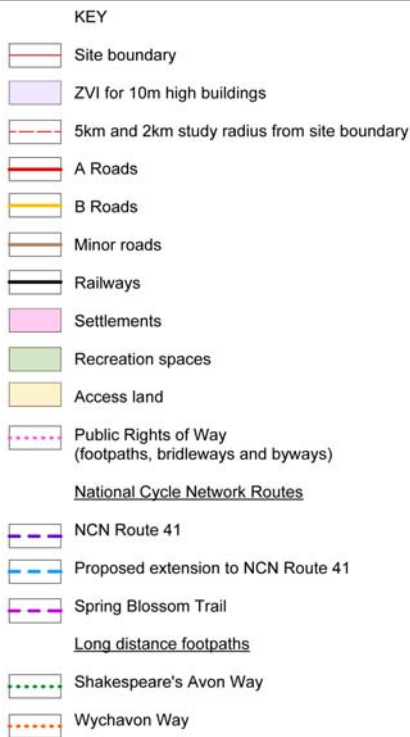 KEY
Site boundary
ZVI for 10m high buildings
5km and 2km study radius from site boundary
A Roads
B Roads
Minor roads
Railways
Settlements
Recreation spaces
Access land
Public Rights of Way
(footpaths, bridleways and byways)
National Cycle Network Routes
NCN Route 41
Proposed extension to NCN Route 41
Spring Blossom Trail
Long distance footpaths
Shakespeare's Avon Way
Wychavon Way